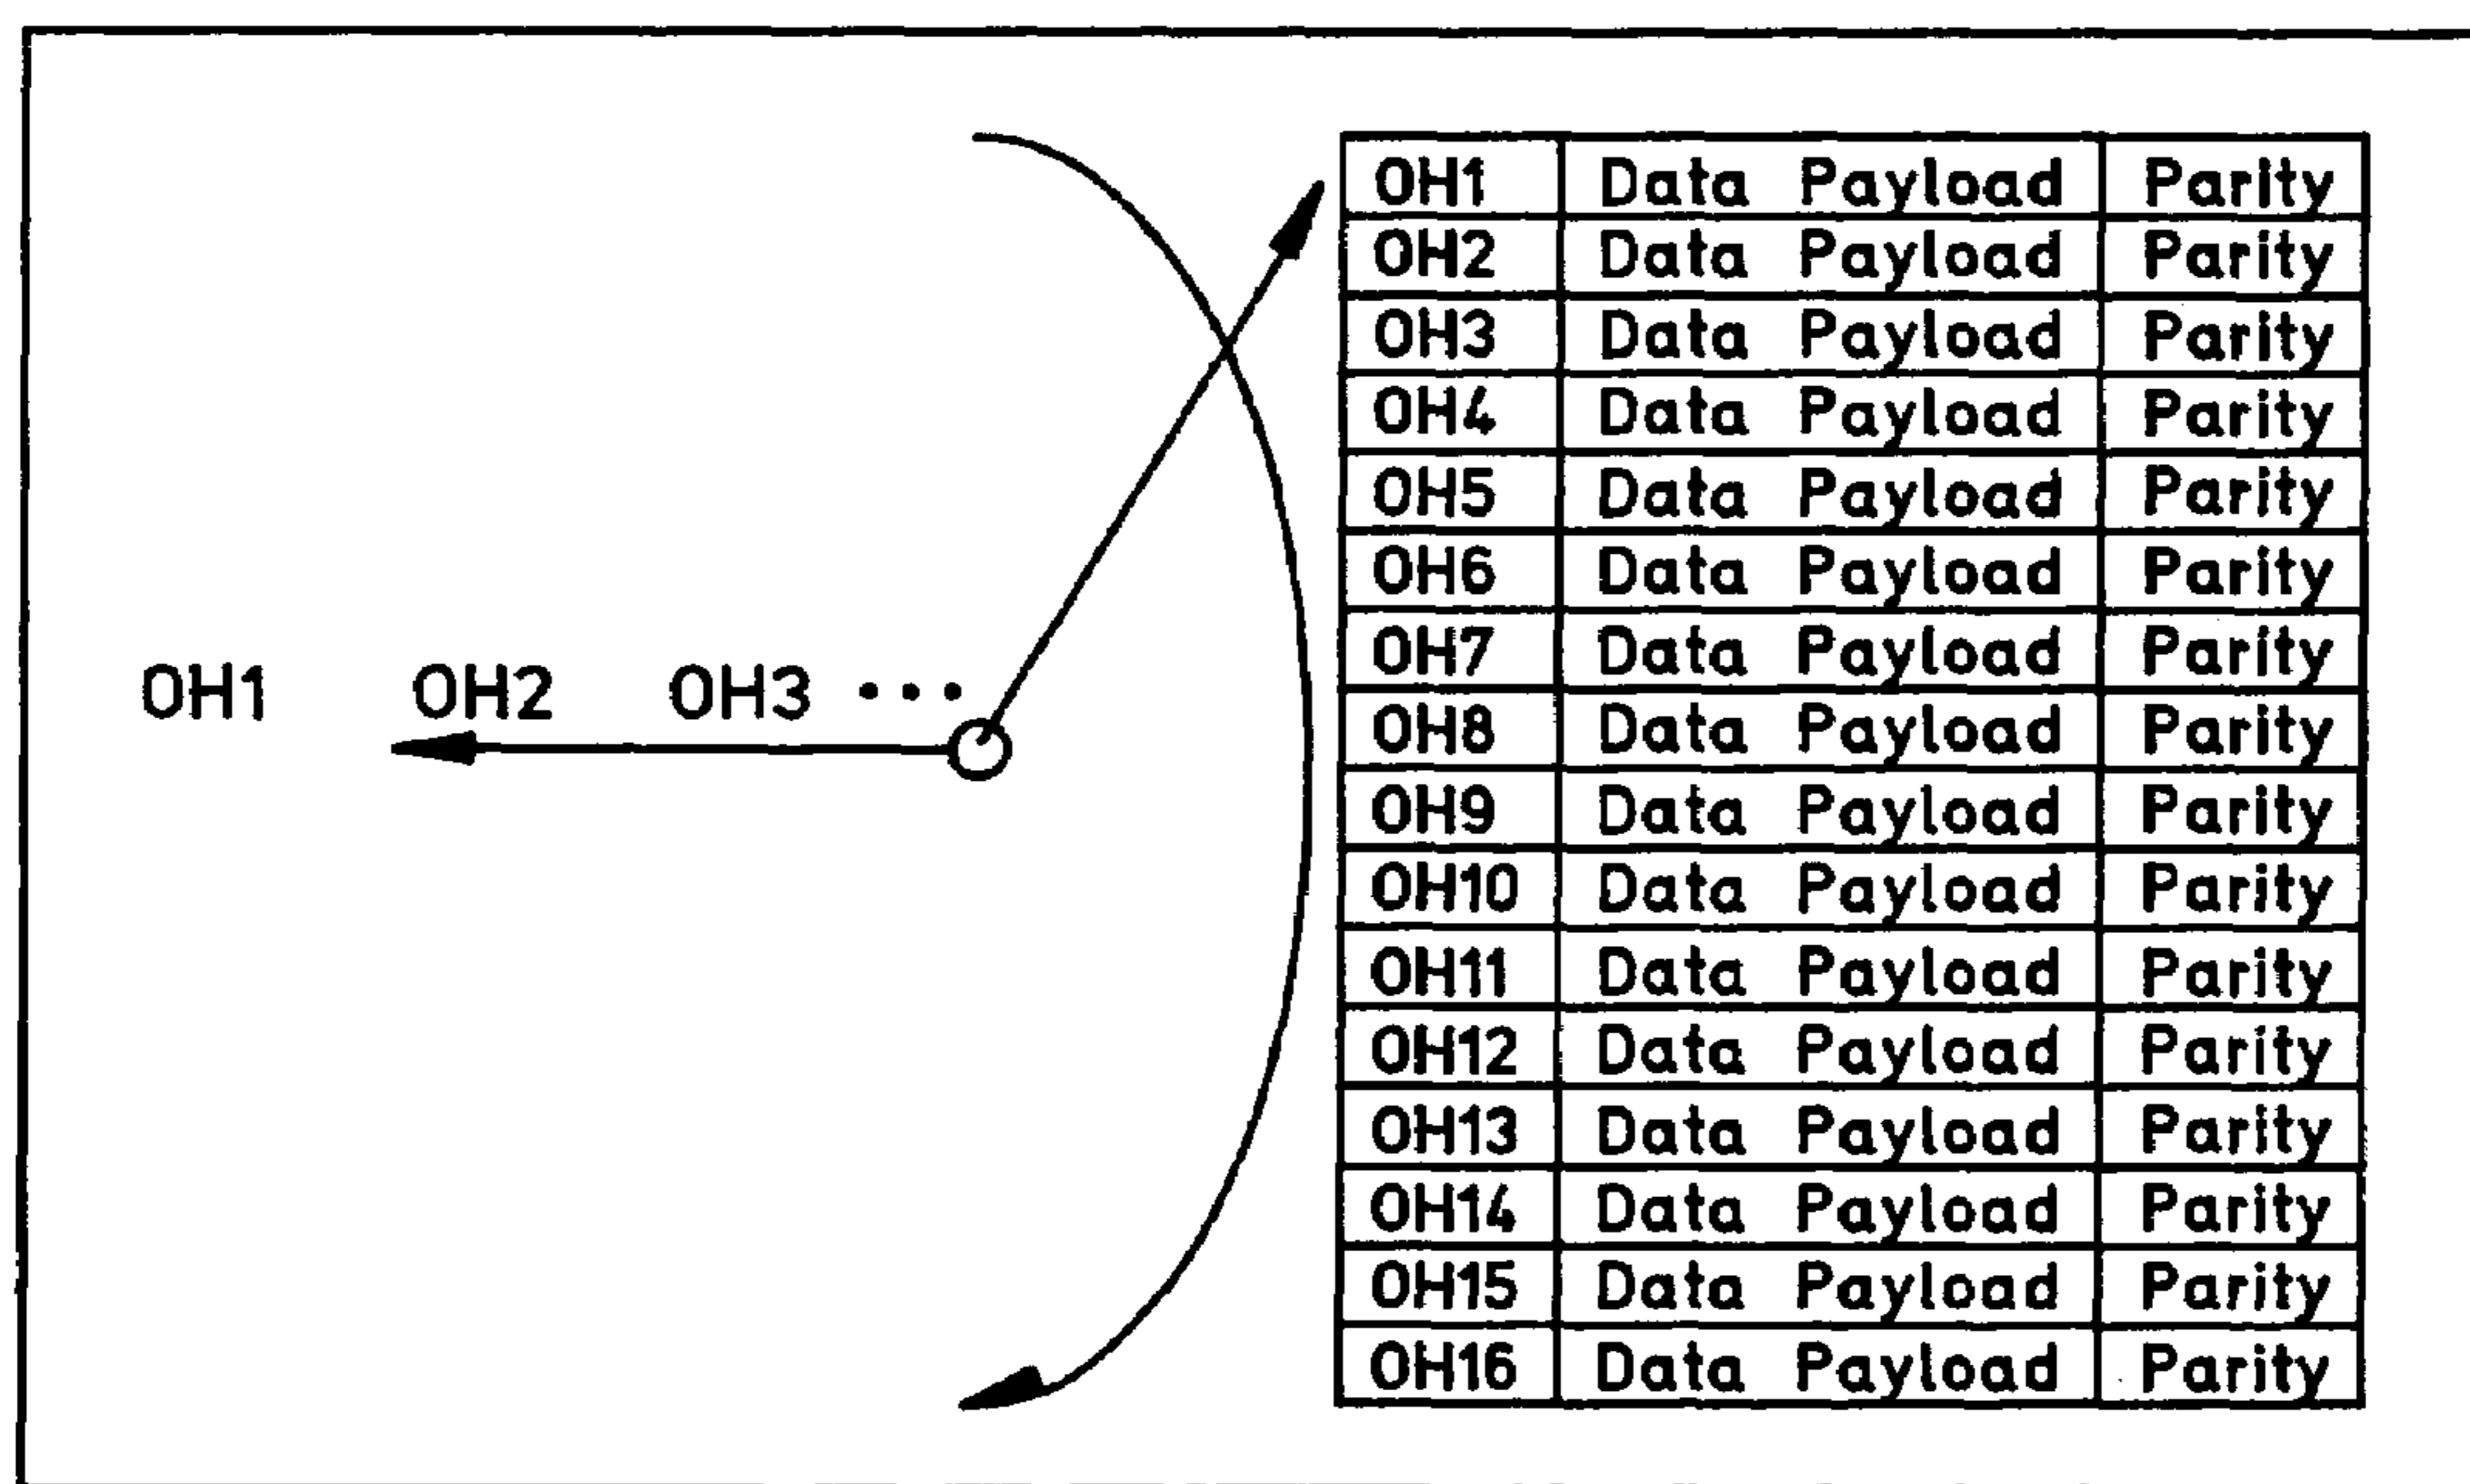 OH1 Data Payload Parity
OH2 Data Payload Parity
OH3 Data Payload Parity
OH4 Data Payload Parity
OH5 Data Payload Parity
OH6 Data Payload Parity
OH7 Data Payload Parity
OH1 OH2 OH3 •••
OH8 Data Payload Parity
OH9 Data Payload Parity
OH10 Data Payload Parity
OH11 Data Payload Parity
OH12 Data Payload Parity
OH13 Data Payload Parity
OH14 Data Payload Parity
OH15 Data Payload Parity
OH16 Data Payload Parity